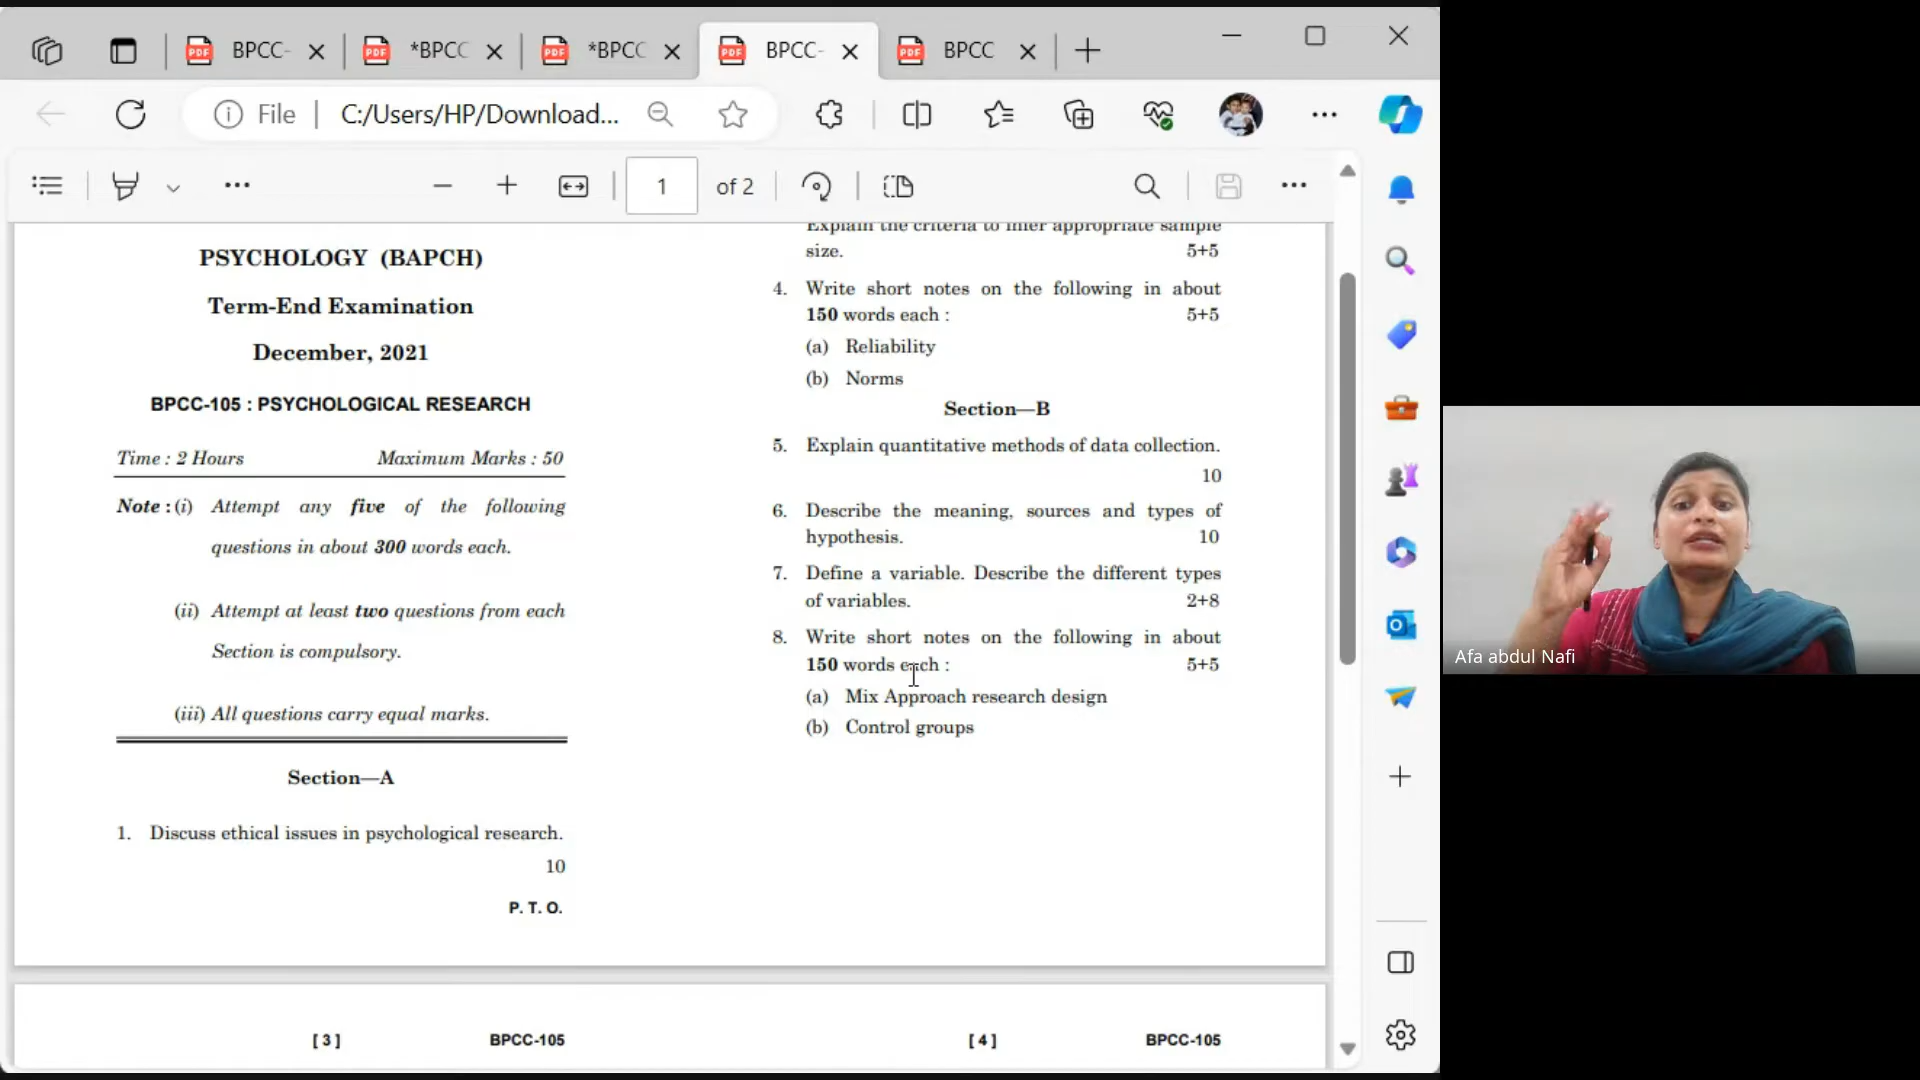 BPCC-
*BPCC
*BPCC
BPCC-
BPCC
File
C:/Users/HP/Download...
1
of 2
PSYCHOLOGY (BAPCH)
Term-End Examination
December, 2021
BPCC-105 : PSYCHOLOGICAL RESEARCH
Time : 2 Hours Maximum Marks : 50
Note : (i) Attempt any five of the following
questions in about 300 words each.
(ii) Attempt at least two questions from each
Section is compulsory.
(iii) All questions carry equal marks.
Section—A
1. Discuss ethical issues in psychological research.
10
P. T. O.
Explain the criteria to infer appropriate sample
size. 5+5
4. Write short notes on the following in about
150 words each : 5+5
(a) Reliability
(b) Norms
Section—B
5. Explain quantitative methods of data collection.
10
6. Describe the meaning, sources and types of
hypothesis. 10
7. Define a variable. Describe the different types
of variables. 2+8
8. Write short notes on the following in about
150 words each : 5+5
(a) Mix Approach research design
(b) Control groups
[ 3 ] BPCC-105
[ 4 ] BPCC-105
Afa abdul Nafi